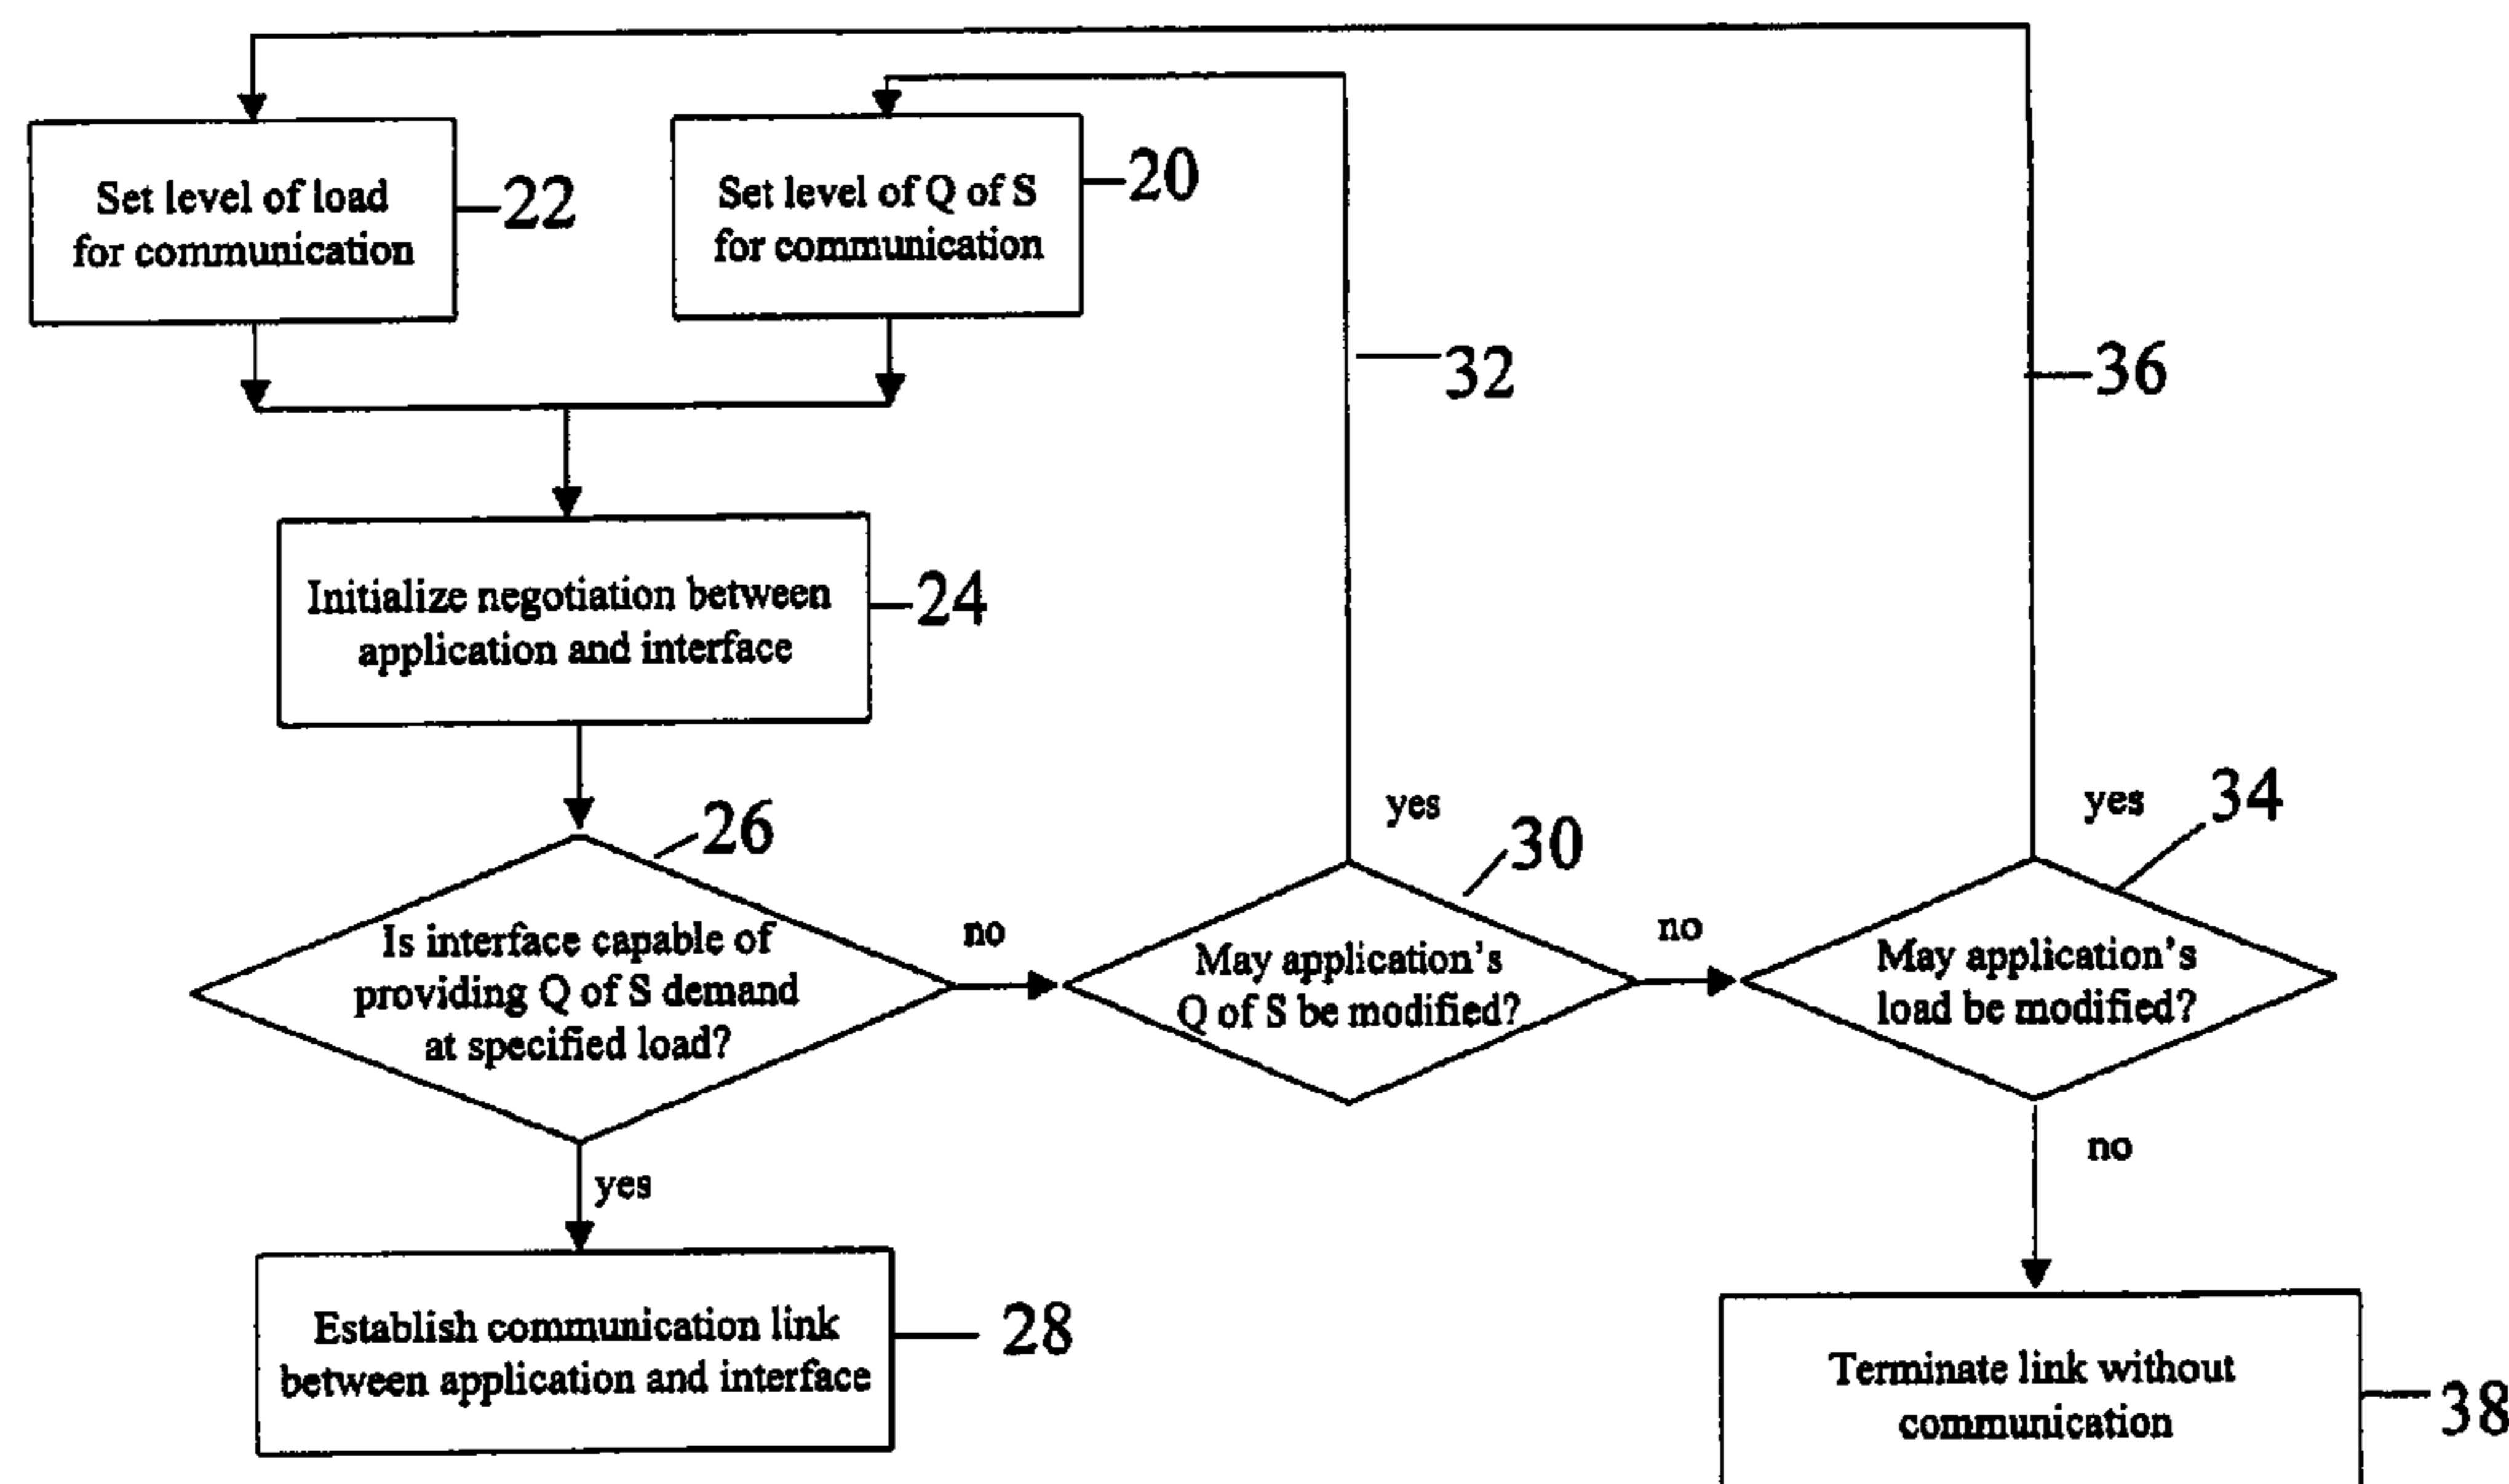 Set level of load
for communication
22
Set level of Q of S
for communication
20
32
36
Initialize negotiation between
application and interface
24
26
Is interface capable of
providing Q of S demand
at specified load?
no
yes
30
May application's
Q of S be modified?
no
yes
34
May application's
load be modified?
yes
no
Establish communication link
between application and interface
28
Terminate link without
communication
38